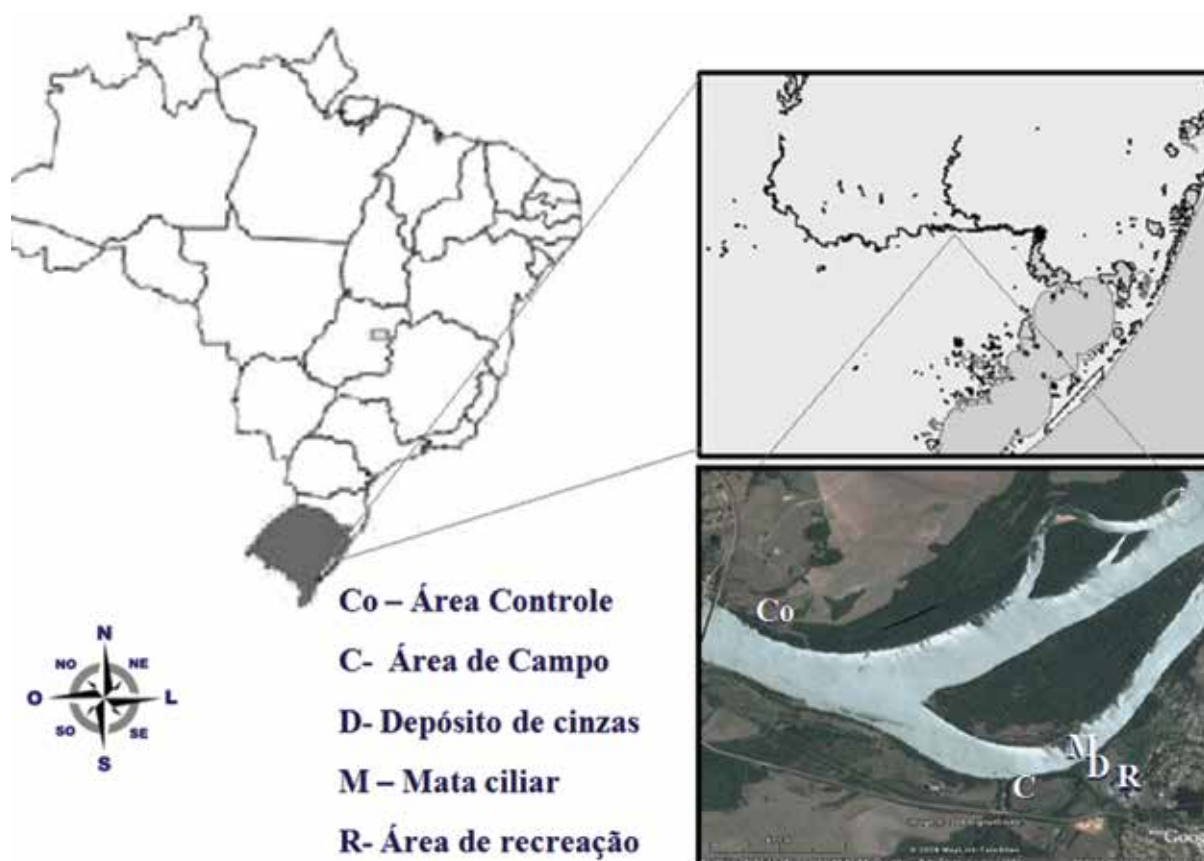 Co – Área Controle
C- Área de Campo
D- Depósito de cinzas
M – Mata ciliar
R- Área de recreação
N
NO NE
O L
SO SE
S
Co
M
D
R
C
Google